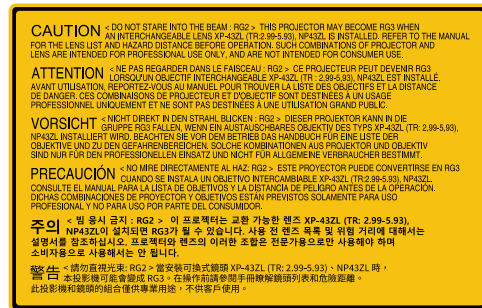 CAUTION < DO NOT STARE INTO THE BEAM : RG2 > THIS PROJECTOR MAY BECOME RG3 WHEN
AN INTERCHANGEABLE LENS XP-43ZL (TR:2.99-5.93), NP43ZL IS INSTALLED. REFER TO THE MANUAL
FOR THE LENS LIST AND HAZARD DISTANCE BEFORE OPERATION. SUCH COMBINATIONS OF PROJECTOR AND
LENS ARE INTENDED FOR PROFESSIONAL USE ONLY, AND ARE NOT INTENDED FOR CONSUMER USE.
ATTENTION < NE PAS REGARDER DANS LE FAISCEAU : RG2 > CE PROJECTEUR PEUT DEVENIR RG3
LORSQU'UN OBJECTIF INTERCHANGEABLE XP-43ZL (TR : 2.99-5.93), NP43ZL EST INSTALLÉ.
AVANT UTILISATION, REPORTEZ-VOUS AU MANUEL POUR TROUVER LA LISTE DES OBJECTIFS ET LA DISTANCE
DE DANGER. CES COMBINAISONS DE PROJECTEUR ET D'OBJECTIF SONT DESTINÉES À UN USAGE
PROFESSIONNEL UNIQUEMENT ET NE SONT PAS DESTINÉES À UNE UTILISATION GRAND PUBLIC.
VORSICHT < NICHT DIREKT IN DEN STRAHL BLICKEN : RG2 > DIESER PROJEKTOR KANN IN DIE
GRUPPE RG3 FALLEN, WENN EIN AUSTAUSCHBARES OBJEKTIV DES TYPS XP-43ZL (TR: 2,99-5,93),
NP43ZL INSTALLIERT WIRD. BEACHTEN SIE VOR DEM BETRIEB DAS HANDBUCH FÜR EINE LISTE DER
OBJEKTIVE UND ZU DEN GEFAHRENBEREICHEN. SOLCHE KOMBINATIONEN AUS PROJEKTOR UND OBJEKTIV
SIND NUR FÜR DEN PROFESSIONELLEN EINSATZ UND NICHT FÜR ALLGEMEINE VERBRAUCHER BESTIMMT.
PRECAUCIÓN < NO MIRE DIRECTAMENTE AL HAZ: RG2 > ESTE PROYECTOR PUEDE CONVERTIRSE EN RG3
CUANDO SE INSTALA UN OBJETIVO INTERCAMBIABLE XP-43ZL (TR:2.99-5.93), NP43ZL.
CONSULTE EL MANUAL PARA LA LISTA DE OBJETIVOS Y LA DISTANCIA DE PELIGRO ANTES DE LA OPERACIÓN.
DICHAS COMBINACIONES DE PROYECTOR Y OBJETIVOS ESTÁN PREVISTOS SOLAMENTE PARA USO
PROFESIONAL Y NO PARA USO POR PARTE DEL CONSUMIDOR.
주의 < 빔 응시 금지 : RG2 > 이 프로젝터는 교환 가능한 렌즈 XP-43ZL (TR: 2.99-5.93),
NP43ZL이 설치되면 RG3가 될 수 있습니다. 사용 전 렌즈 목록 및 위험 거리에 대해서는
설명서를 참조하십시오. 프로젝터와 렌즈의 이러한 조합은 전문가용으로만 사용해야 하며
소비자용으로 사용해서는 안 됩니다.
警告 < 請勿直視光束: RG2 > 當安裝可換式鏡頭 XP-43ZL (TR: 2.99-5.93)、NP43ZL 時，
本投影機可能會變成 RG3。在操作前請參閱手冊瞭解鏡頭列表和危險距離。
此投影機和鏡頭的組合僅供專業用途，不供客戶使用。